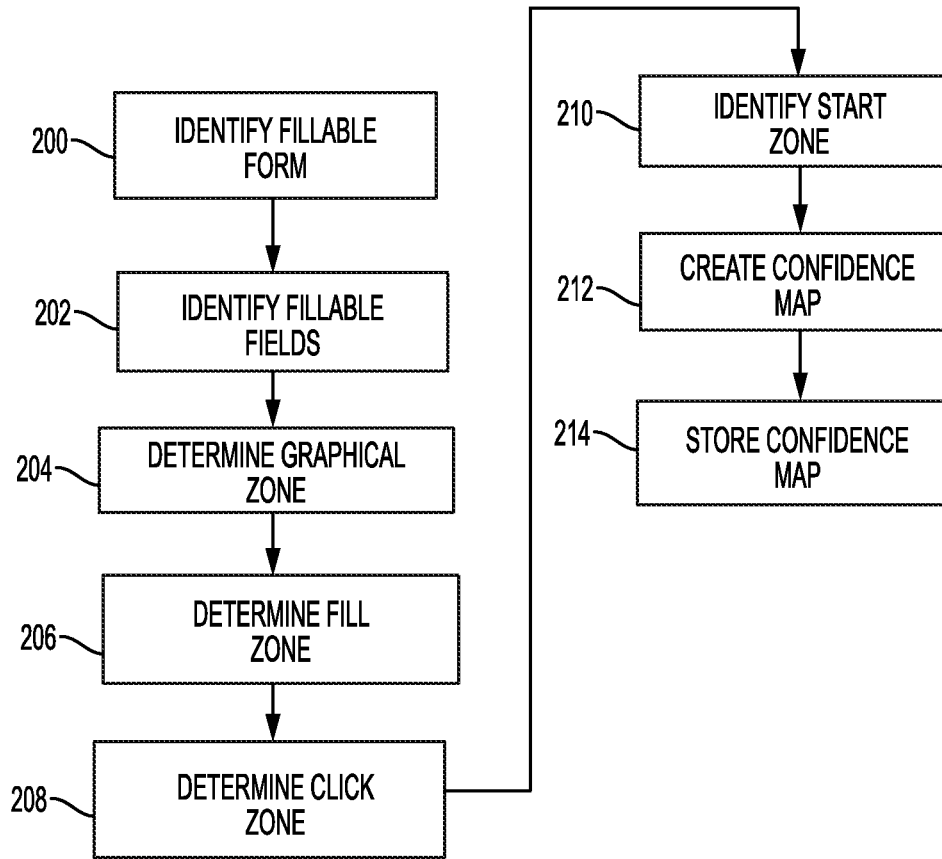 200
IDENTIFY FILLABLE
FORM
202
IDENTIFY FILLABLE
FIELDS
204
DETERMINE GRAPHICAL
ZONE
206
DETERMINE FILL
ZONE
208
DETERMINE CLICK
ZONE
210
IDENTIFY START
ZONE
212
CREATE CONFIDENCE
MAP
214
STORE CONFIDENCE
MAP